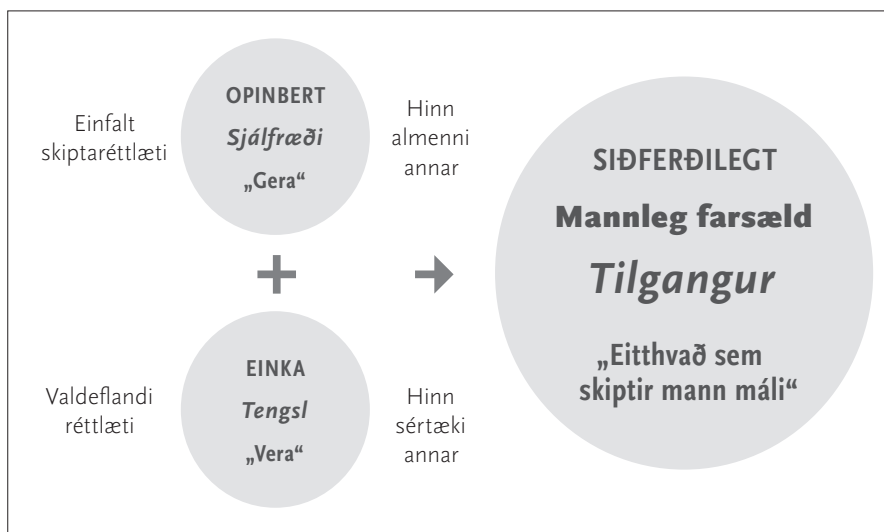 Einfalt
skiptaréttlæti
OPINBERT
Sjálfræði
„Gera“
Hinn
almenni
annar
+
Valdeflandi
réttlæti
EINKA
Tengsl
„Vera“
Hinn
sértæki
annar
SIÐFERÐILEGT
Mannleg farsæld
Tilgangur
„Eitthvað sem
skiptir mann máli“